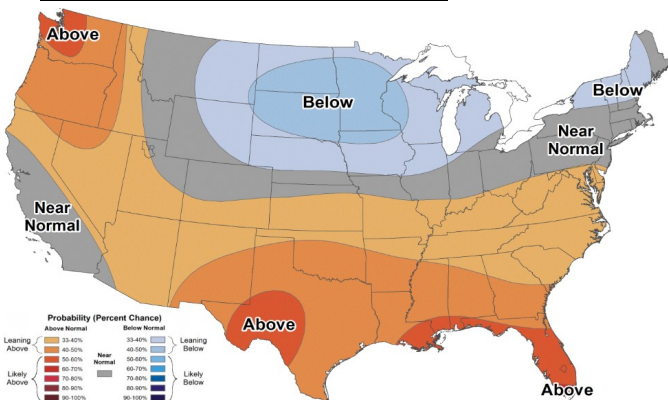 Above
Below
Below
Near
Normal
Near
Normal
Above
Above
Probability (Percent Chance)
Above Normal
Below Normal
Leaning
Above
33-40%
40-50%
50-60%
60-70%
70-80%
80-90%
90-100%
Likely
Above
Near
Normal
33-40%
40-50%
50-60%
60-70%
70-80%
80-90%
90-100%
Leaning
Below
Likely
Below